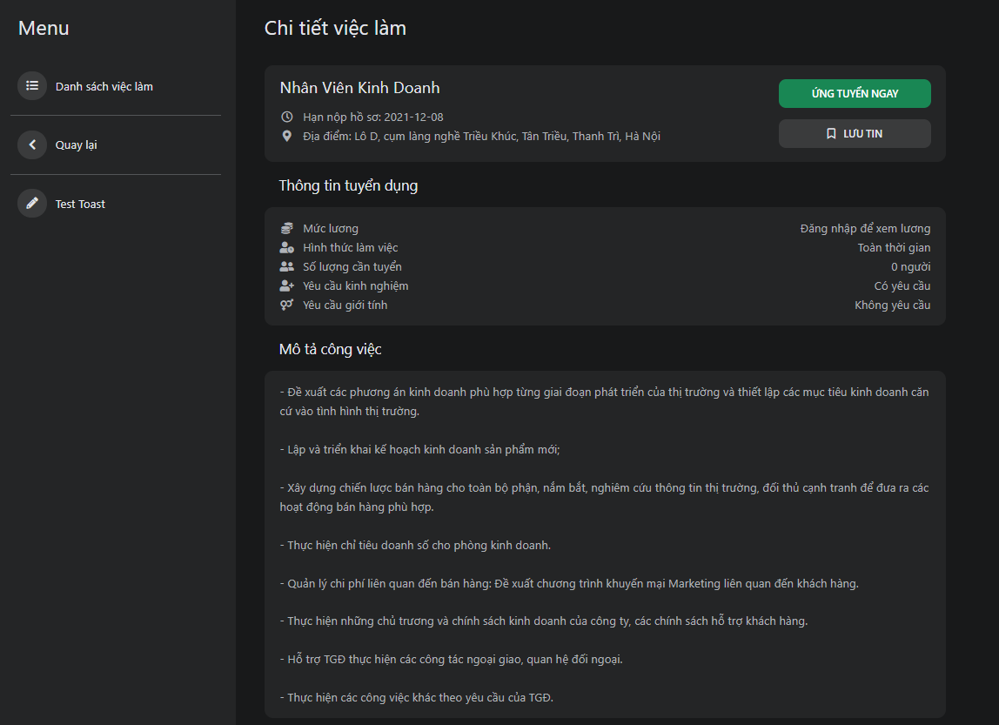 Menu
Danh sách việc làm
Quay lại
Test Toast
Chi tiết việc làm
Nhân Viên Kinh Doanh
Hạn nộp hồ sơ: 2021-12-08
Địa điểm: Lô D, cụm làng nghề Triều Khúc, Tân Triều, Thanh Trì, Hà Nội
ỨNG TUYỂN NGAY
LƯU TIN
Thông tin tuyển dụng
Mức lương Đăng nhập để xem lương
Hình thức làm việc Toàn thời gian
Số lượng cần tuyển 0 người
Yêu cầu kinh nghiệm Có yêu cầu
Yêu cầu giới tính Không yêu cầu
Mô tả công việc
- Đề xuất các phương án kinh doanh phù hợp từng giai đoạn phát triển của thị trường và thiết lập các mục tiêu kinh doanh căn
cứ vào tình hình thị trường.
- Lập và triển khai kế hoạch kinh doanh sản phẩm mới;
- Xây dựng chiến lược bán hàng cho toàn bộ phận, nắm bắt, nghiêm cứu thông tin thị trường, đối thủ cạnh tranh để đưa ra các
hoạt động bán hàng phù hợp.
- Thực hiện chỉ tiêu doanh số cho phòng kinh doanh.
- Quản lý chi phí liên quan đến bán hàng: Đề xuất chương trình khuyến mại Marketing liên quan đến khách hàng.
- Thực hiện những chủ trương và chính sách kinh doanh của công ty, các chính sách hỗ trợ khách hàng.
- Hỗ trợ TGĐ thực hiện các công tác ngoại giao, quan hệ đối ngoại.
- Thực hiện các công việc khác theo yêu cầu của TGĐ.